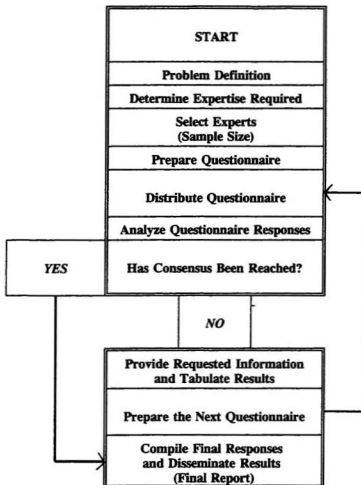 START
Problem Definition
Determine Expertise Required
Select Experts
(Sample Size)
Prepare Questionnaire
Distribute Questionnaire
Analyze Questionnaire Responses
YES
Has Consensus Been Reached?
NO
Provide Requested Information
and Tabulate Results
Prepare the Next Questionnaire
Compile Final Responses
and Disseminate Results
(Final Report)